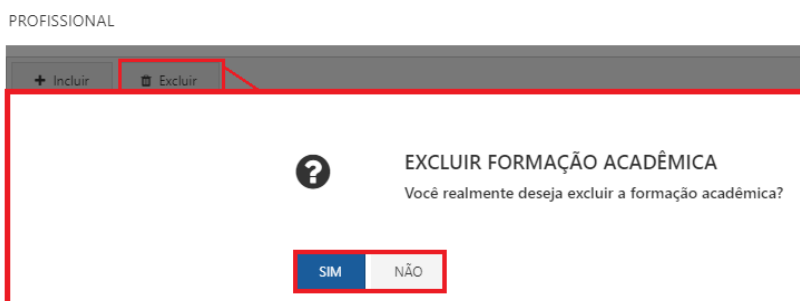 PROFISSIONAL
+ Incluir Excluir
EXCLUIR FORMAÇÃO ACADÊMICA
Você realmente deseja excluir a formação acadêmica?
SIM NÃO